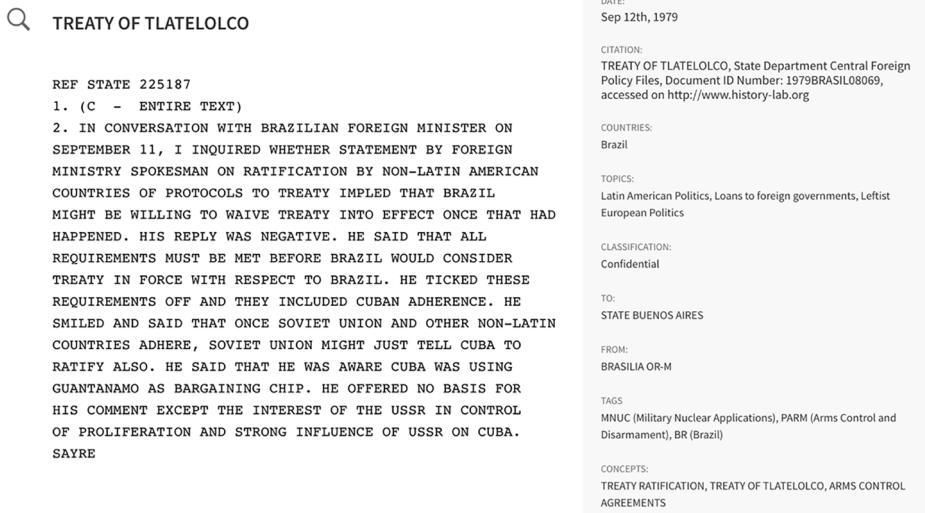 TREATY OF TLATELOLCO
REF STATE 225187
1. (C - ENTIRE TEXT)
2. IN CONVERSATION WITH BRAZILIAN FOREIGN MINISTER ON
SEPTEMBER 11, I INQUIRED WHETHER STATEMENT BY FOREIGN
MINISTRY SPOKESMAN ON RATIFICATION BY NON-LATIN AMERICAN
COUNTRIES OF PROTOCOLS TO TREATY IMPLED THAT BRAZIL
MIGHT BE WILLING TO WAIVE TREATY INTO EFFECT ONCE THAT HAD
HAPPENED. HIS REPLY WAS NEGATIVE. HE SAID THAT ALL
REQUIREMENTS MUST BE MET BEFORE BRAZIL WOULD CONSIDER
TREATY IN FORCE WITH RESPECT TO BRAZIL. HE TICKED THESE
REQUIREMENTS OFF AND THEY INCLUDED CUBAN ADHERENCE. HE
SMILED AND SAID THAT ONCE SOVIET UNION AND OTHER NON-LATIN
COUNTRIES ADHERE, SOVIET UNION MIGHT JUST TELL CUBA TO
RATIFY ALSO. HE SAID THAT HE WAS AWARE CUBA WAS USING
GUANTANAMO AS BARGAINING CHIP. HE OFFERED NO BASIS FOR
HIS COMMENT EXCEPT THE INTEREST OF THE USSR IN CONTROL
OF PROLIFERATION AND STRONG INFLUENCE OF USSR ON CUBA.
SAYRE
DATE:
Sep 12th, 1979
CITATION:
TREATY OF TLATELOLCO, State Department Central Foreign
Policy Files, Document ID Number: 1979BRASIL08069,
accessed on http://www.history-lab.org
COUNTRIES:
Brazil
TOPICS:
Latin American Politics, Loans to foreign governments, Leftist
European Politics
CLASSIFICATION:
Confidential
TO:
STATE BUENOS AIRES
FROM:
BRASILIA OR-M
TAGS
MNUC (Military Nuclear Applications), PARM (Arms Control and
Disarmament), BR (Brazil)
CONCEPTS:
TREATY RATIFICATION, TREATY OF TLATELOLCO, ARMS CONTROL
AGREEMENTS